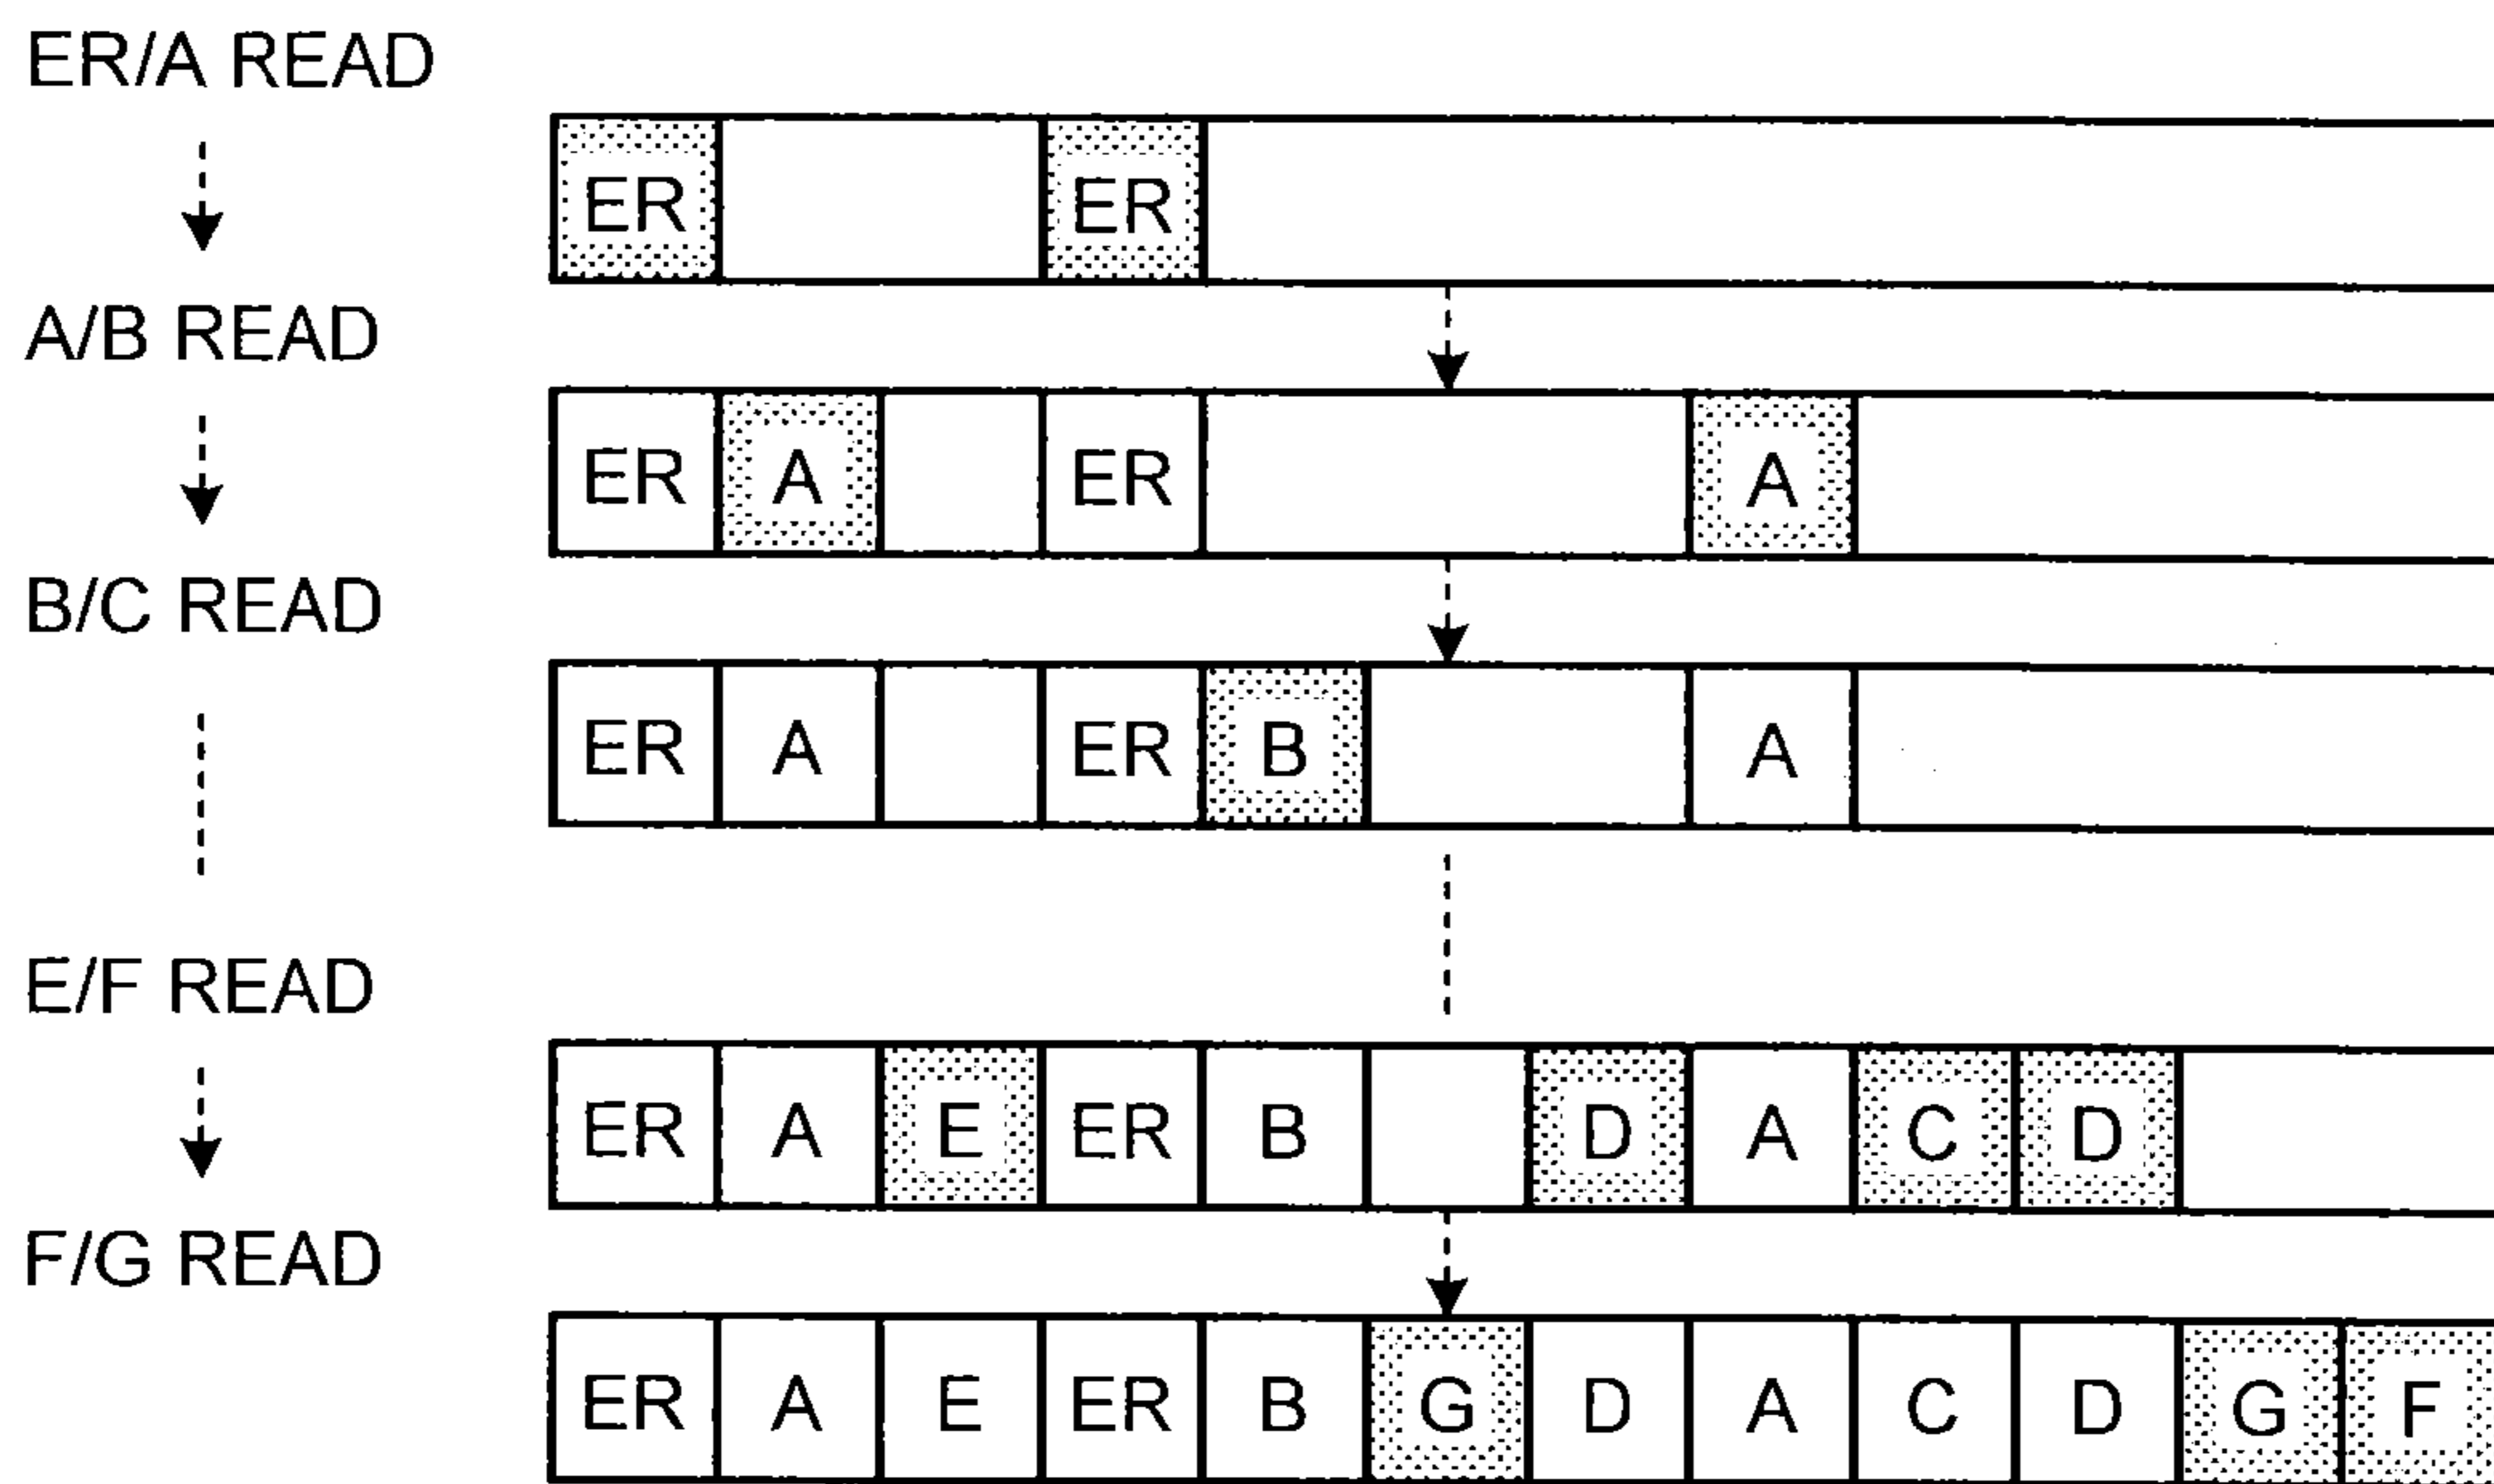 ER/A READ
ER ER
A/B READ
ER A ER A
B/C READ
ER A ER B A
E/F READ
ER A E ER B D A C D
F/G READ
ER A E ER B G D A C D G F